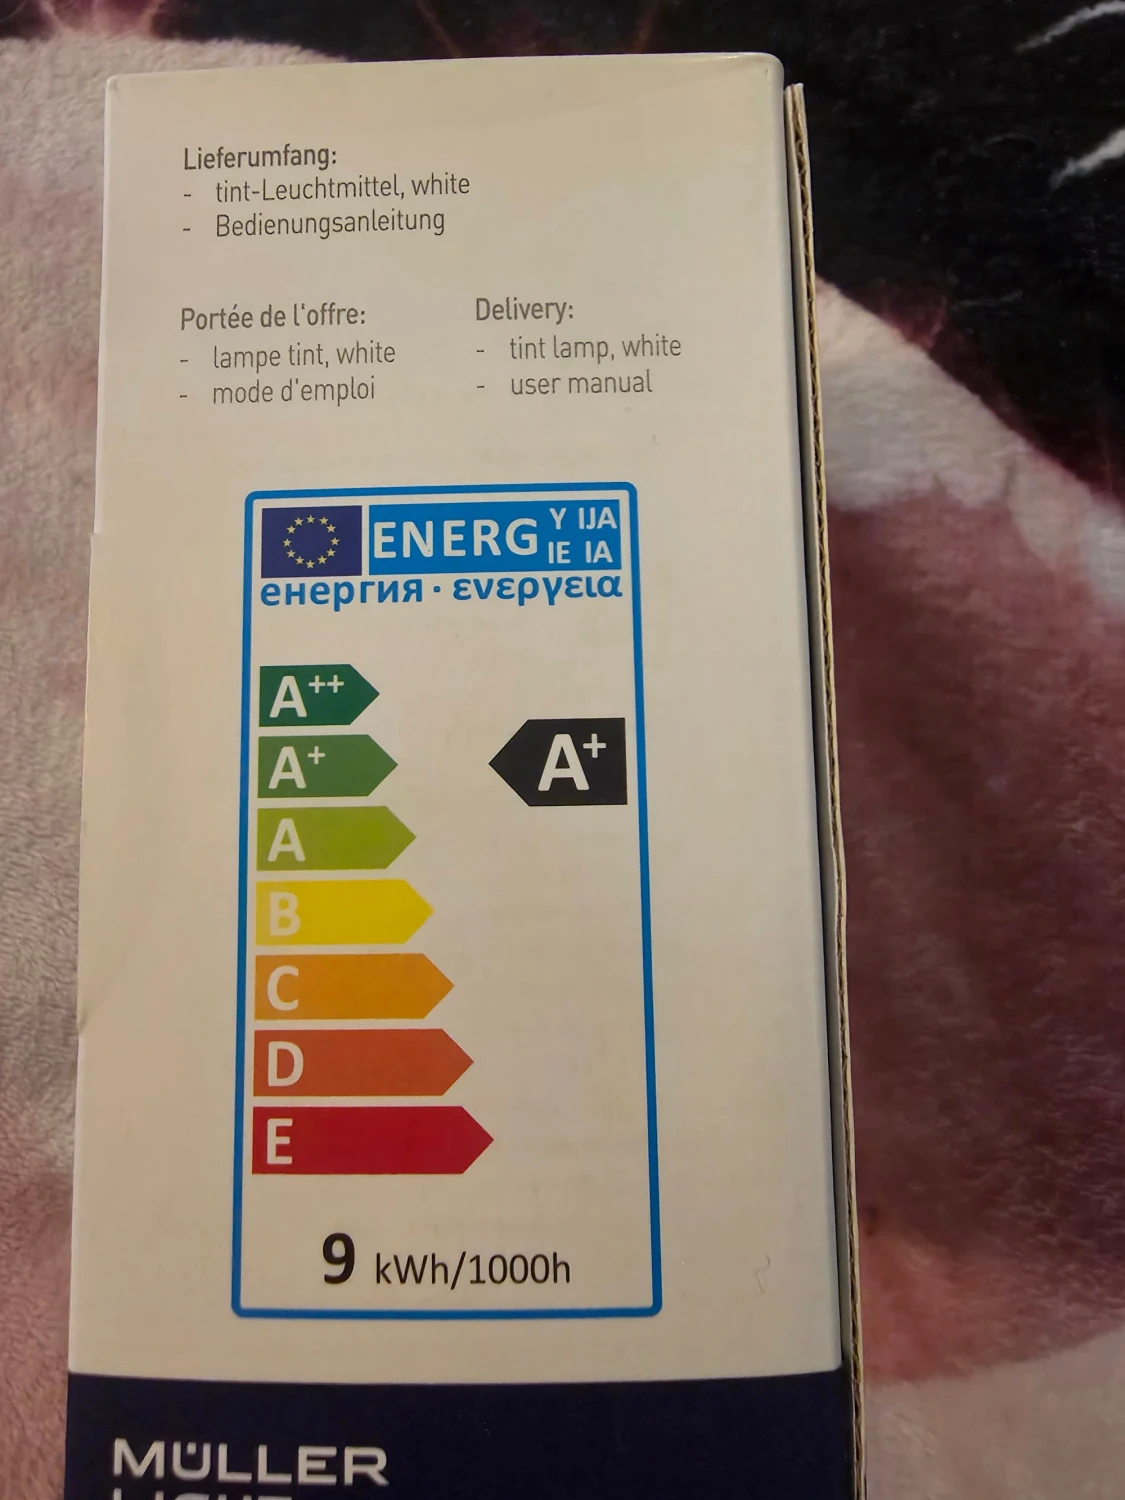 Lieferumfang:
- tint-Leuchtmittel, white
- Bedienungsanleitung
Portée de l'offre:
- lampe tint, white
- mode d'emploi
Delivery:
- tint lamp, white
- user manual
ENERG Y IJA
IE IA
енергия · ενεργεια
A++
A+
A+
A
B
C
D
E
9 kWh/1000h
MÜLLER